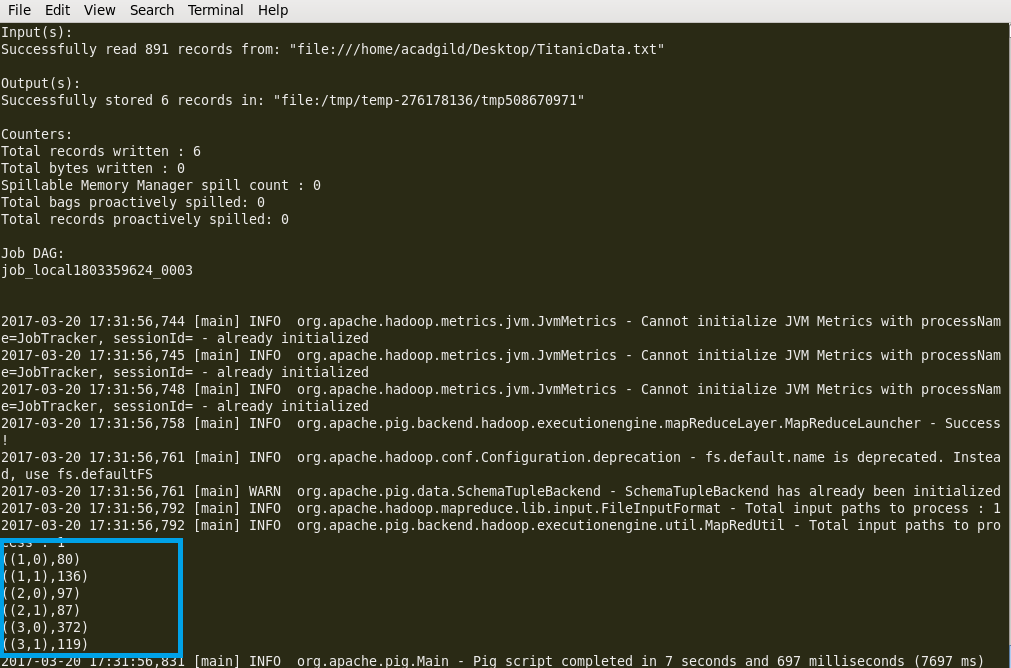 File Edit View Search Terminal Help
Input(s):
Successfully read 891 records from: "file:///home/acadgild/Desktop/TitanicData.txt"
Output(s):
Successfully stored 6 records in: "file:/tmp/temp-276178136/tmp508670971"
Counters:
Total records written : 6
Total bytes written : 0
Spillable Memory Manager spill count : 0
Total bags proactively spilled: 0
Total records proactively spilled: 0
Job DAG:
job_local1803359624_0003
2017-03-20 17:31:56,744 [main] INFO  org.apache.hadoop.metrics.jvm.JvmMetrics - Cannot initialize JVM Metrics with processNam
e=JobTracker, sessionId= - already initialized
2017-03-20 17:31:56,745 [main] INFO  org.apache.hadoop.metrics.jvm.JvmMetrics - Cannot initialize JVM Metrics with processNam
e=JobTracker, sessionId= - already initialized
2017-03-20 17:31:56,748 [main] INFO  org.apache.hadoop.metrics.jvm.JvmMetrics - Cannot initialize JVM Metrics with processNam
e=JobTracker, sessionId= - already initialized
2017-03-20 17:31:56,758 [main] INFO  org.apache.pig.backend.hadoop.executionengine.mapReduceLayer.MapReduceLauncher - Success
!
2017-03-20 17:31:56,761 [main] INFO  org.apache.hadoop.conf.Configuration.deprecation - fs.default.name is deprecated. Instea
d, use fs.defaultFS
2017-03-20 17:31:56,761 [main] WARN  org.apache.pig.data.SchemaTupleBackend - SchemaTupleBackend has already been initialized
2017-03-20 17:31:56,792 [main] INFO  org.apache.hadoop.mapreduce.lib.input.FileInputFormat - Total input paths to process : 1
2017-03-20 17:31:56,792 [main] INFO  org.apache.pig.backend.hadoop.executionengine.util.MapRedUtil - Total input paths to pro
cess : 1
((1,0),80)
((1,1),136)
((2,0),97)
((2,1),87)
((3,0),372)
((3,1),119)
2017-03-20 17:31:56,831 [main] INFO  org.apache.pig.Main - Pig script completed in 7 seconds and 697 milliseconds (7697 ms)